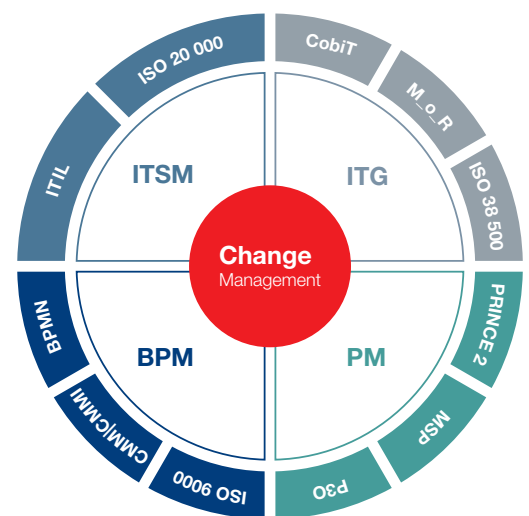 ISO 20 000
CobiT
M_o_R
ITIL
ITSM
ITG
ISO 38 500
Change
Management
BPMN
BPM
PM
PRINCE 2
CMM|CMMI
MSP
ISO 9000
P3O